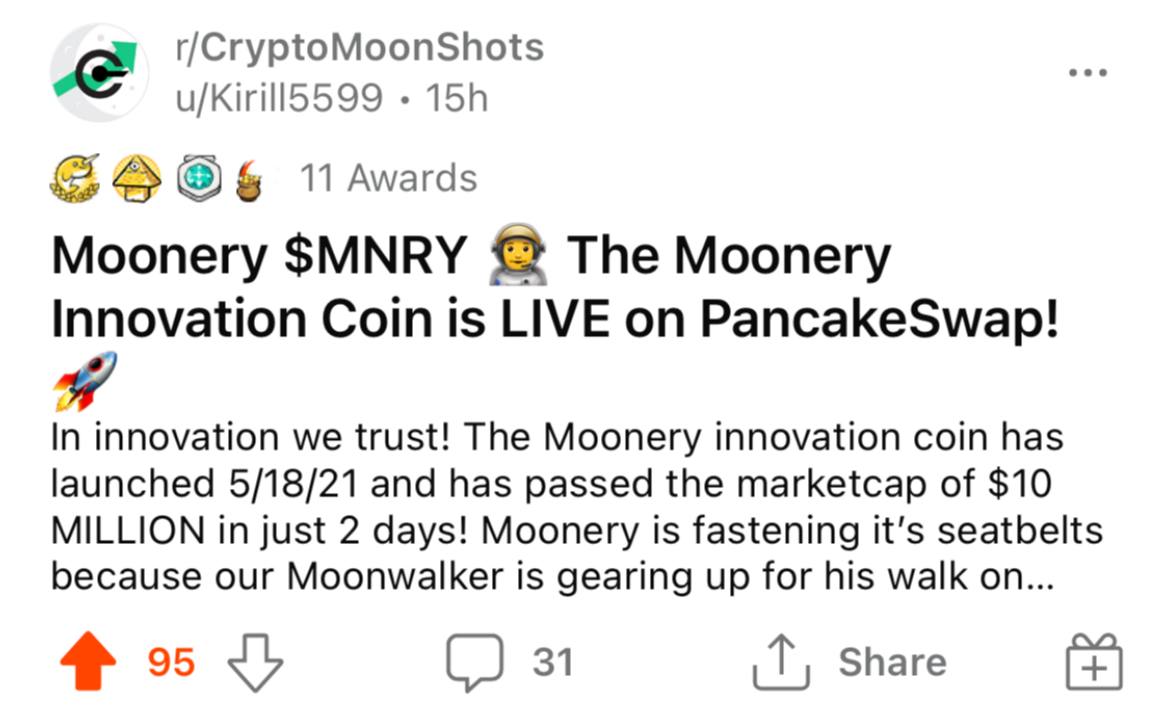 r/CryptoMoonShots
u/Kirill5599 • 15h
11 Awards
Moonery $MNRY 👨‍🚀 The Moonery
Innovation Coin is LIVE on PancakeSwap!
🚀
In innovation we trust! The Moonery innovation coin has
launched 5/18/21 and has passed the marketcap of $10
MILLION in just 2 days! Moonery is fastening it’s seatbelts
because our Moonwalker is gearing up for his walk on...
95 31 Share